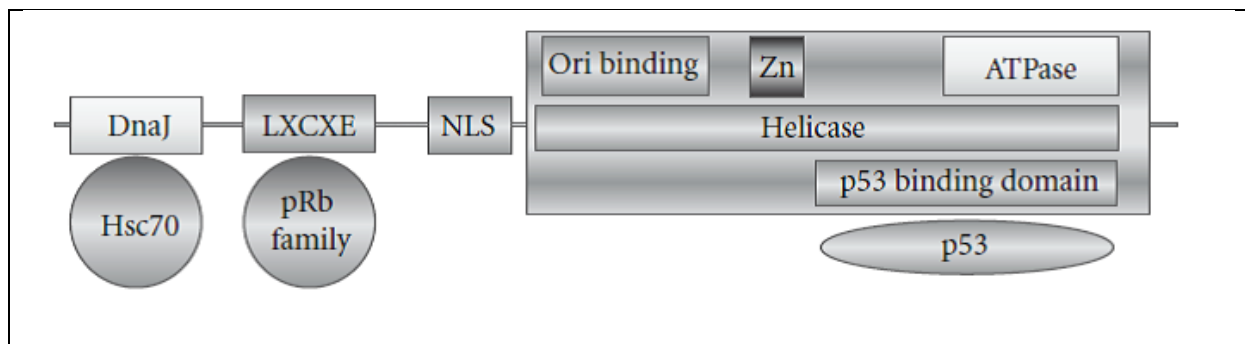 Ori binding
Zn
ATPase
DnaJ
LXCXE
NLS
Helicase
p53 binding domain
Hsc70
pRb
family
p53